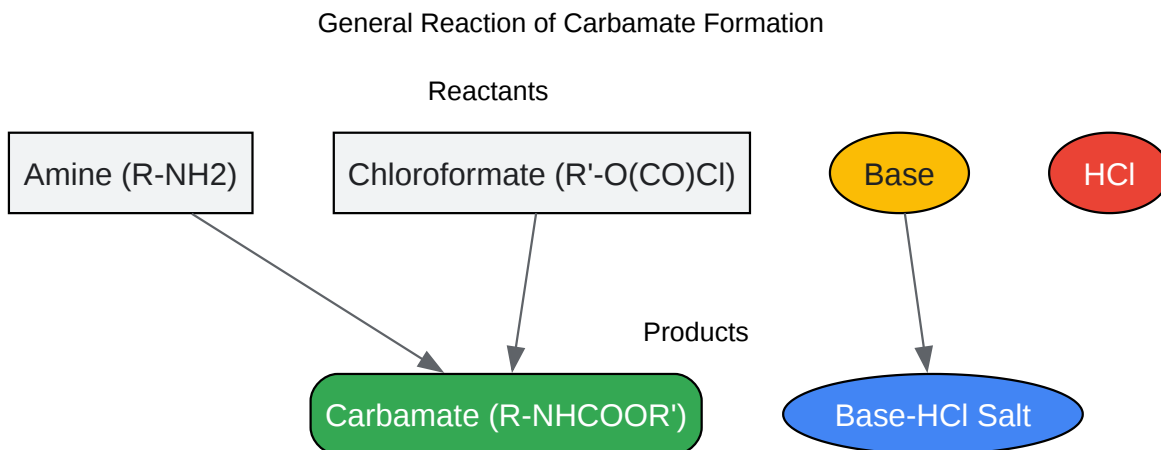 General Reaction of Carbamate Formation
Reactants
Amine (R-NH2)
Chloroformate (R'-O(CO)Cl)
Base
HCl
Products
Carbamate (R-NHCOOR')
Base-HCl Salt